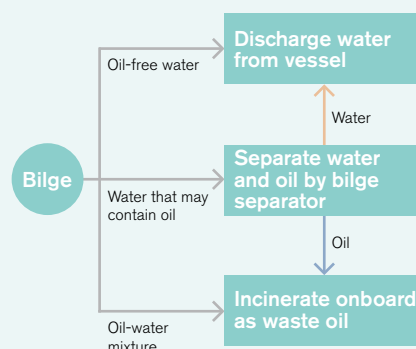 Discharge water
from vessel
Oil-free water
Water
Bilge
Separate water
and oil by bilge
separator
Water that may
contain oil
Oil
Incinerate onboard
as waste oil
Oil-water
mixture